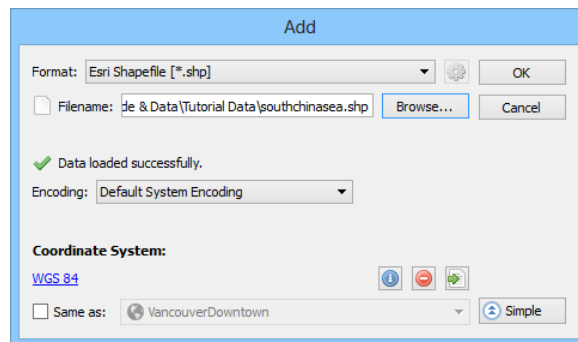 Add
Format: Esri Shapefile [*.shp] OK
Filename: de & Data\Tutorial Data\southchinasea.shp Browse... Cancel
Data loaded successfully.
Encoding: Default System Encoding
Coordinate System:
WGS 84
Same as: VancouverDowntown Simple